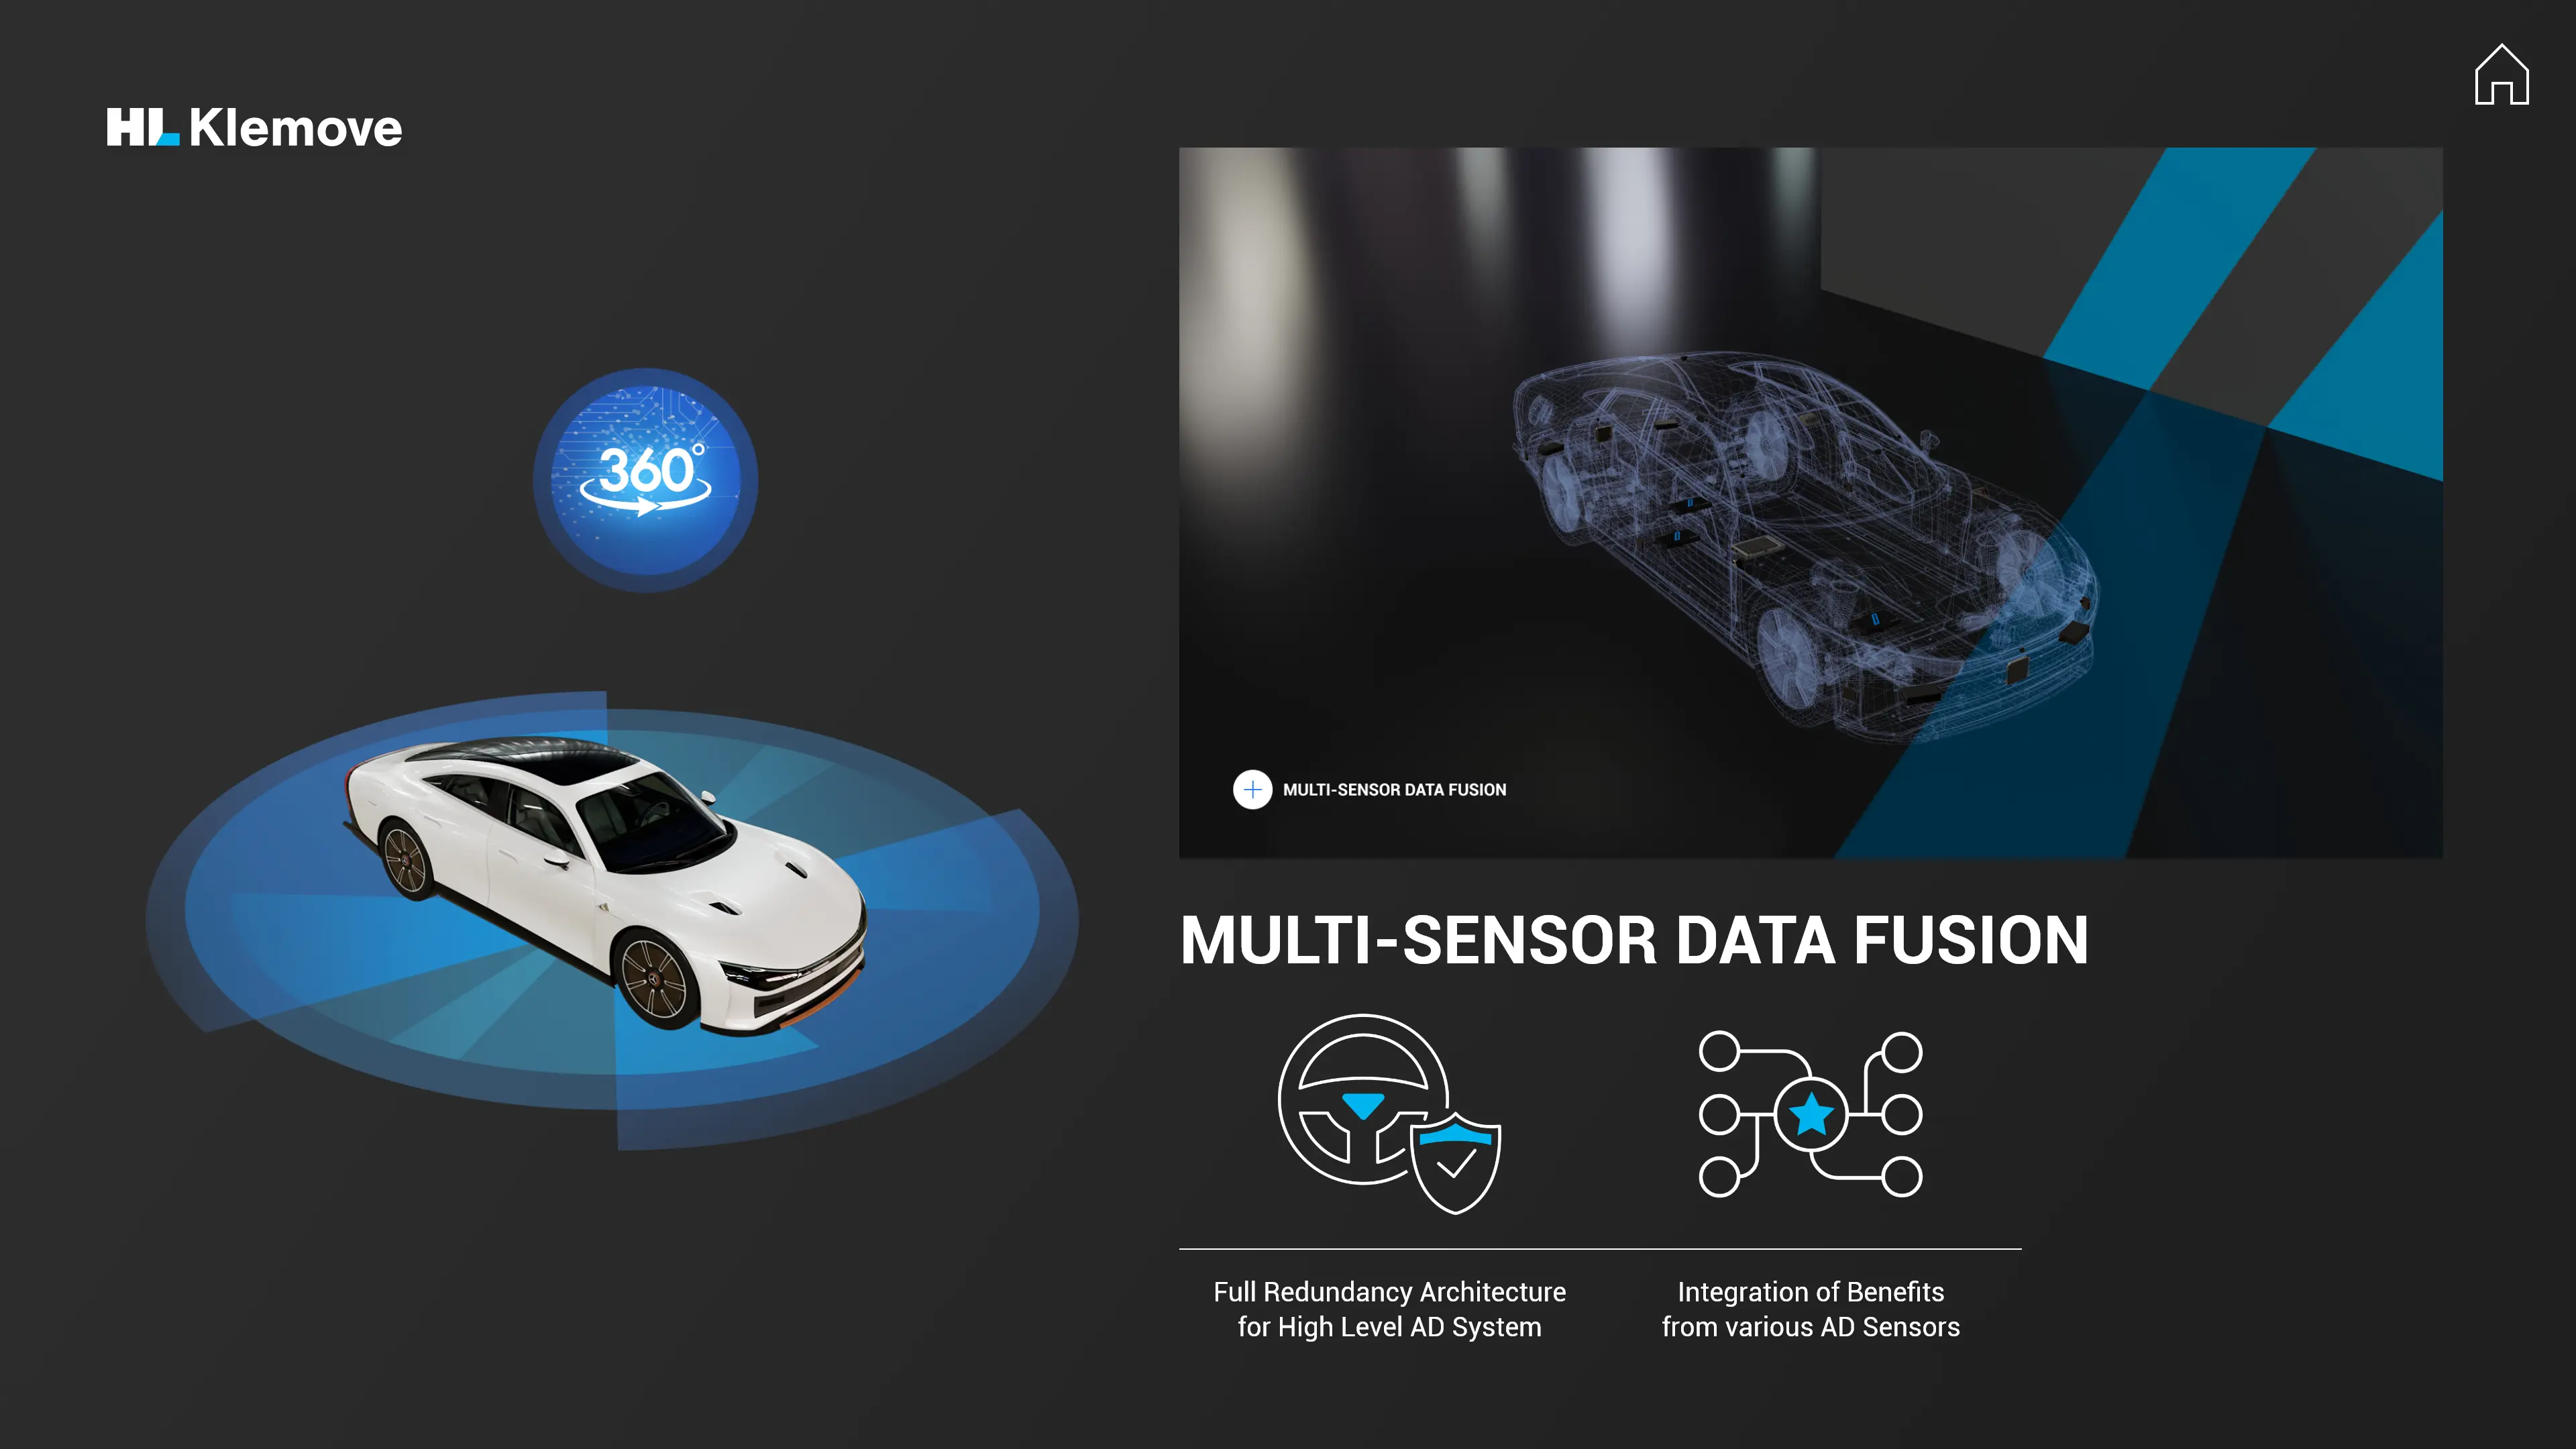 HL Klemove
360°
MULTI-SENSOR DATA FUSION
MULTI-SENSOR DATA FUSION
Full Redundancy Architecture
for High Level AD System
Integration of Benefits
from various AD Sensors